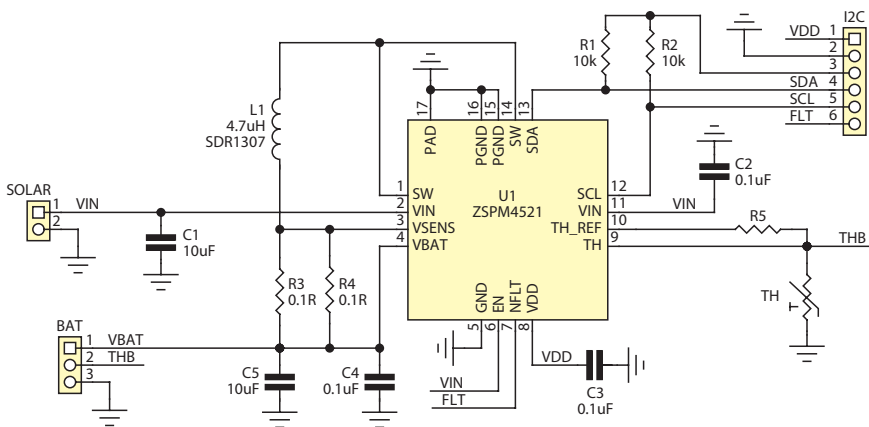 I2C
VDD 1
2
3
SDA 4
SCL 5
FLT 6
R1
10k
R2
10k
L1
4.7uH
SDR1307
17
16
15
14
13
PAD
PGND
PGND
SW
SDA
U1
ZSPM4521
1 SW
2 VIN
3 VSENS
4 VBAT
SCL 12
VIN 11
TH_REF 10
TH 9
GND
EN
NFLT
VDD
5
6
7
8
C2
0.1uF
VIN
R5
THB
TH
T
SOLAR
1 VIN
2
C1
10uF
R3
0.1R
R4
0.1R
BAT
1 VBAT
2 THB
3
C5
10uF
C4
0.1uF
VIN
FLT
VDD
C3
0.1uF